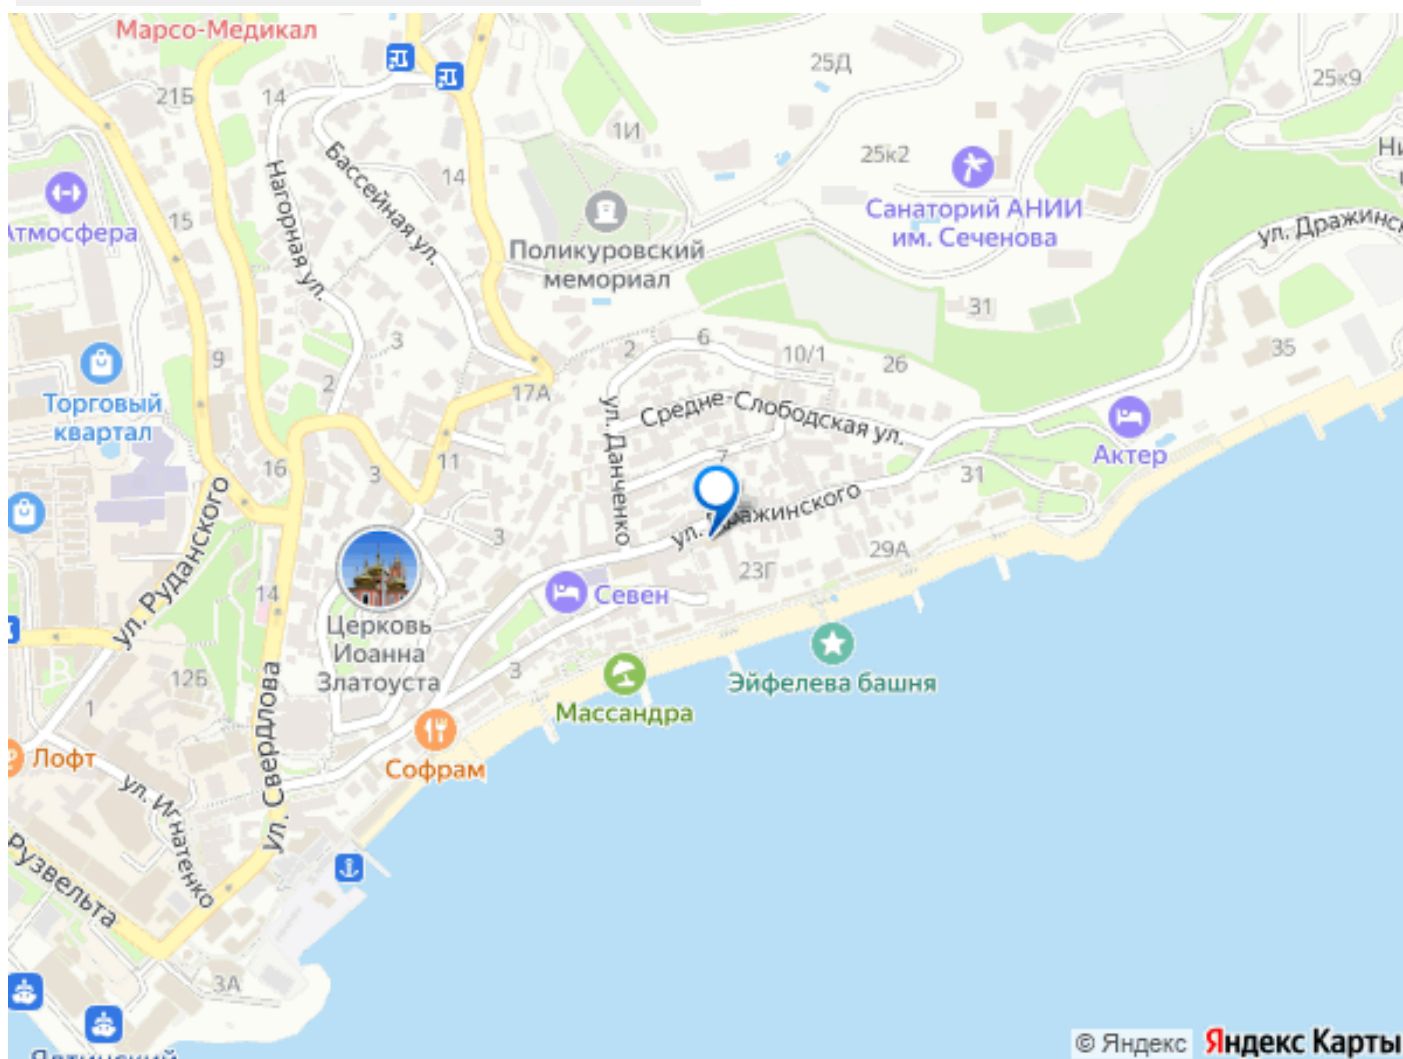 Марсо-Медикал
25Д
25к9
215
14
1И
25к2
14
Санаторий АНИИ
им. Сеченова
Нагорная ул.
Бассейная ул.
15
Атмосфера
Поликуровский
мемориал
ул. Дражинск
31
9
3
2
6
10/1
26
35
2
17А
Торговый
квартал
ул. Данченко
Средне-Слободская ул.
Актер
16
3
11
7
31
ул. Дражинского
3
29А
23Г
ул. Руданского
14
Севен
Церковь
Иоанна
Златоуста
12Б
3
Эйфелева башня
1
Массандра
ул. Свердлова
Лофт
Софрам
ул. Игнатенко
Рузвельта
3А
Ялтинский
© Яндекс Яндекс Карты